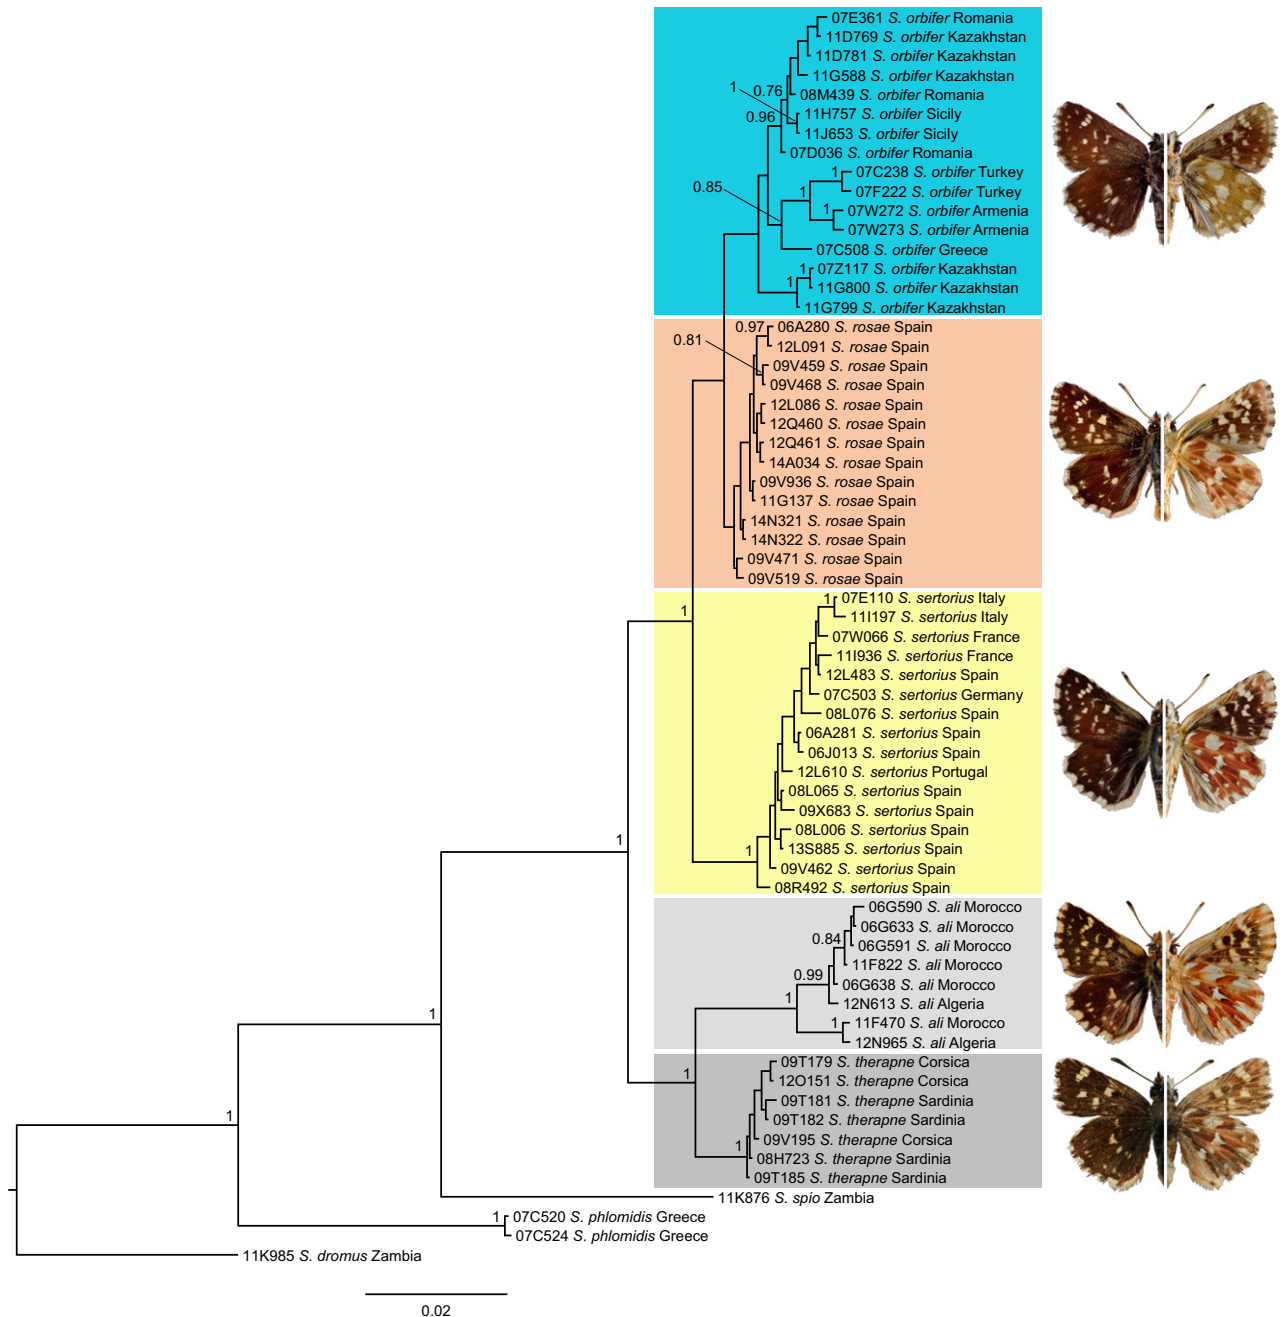 07E361 S. orbifer Romania
11D769 S. orbifer Kazakhstan
11D781 S. orbifer Kazakhstan
11G588 S. orbifer Kazakhstan
1
0.76
08M439 S. orbifer Romania
11H757 S. orbifer Sicily
0.96
11J653 S. orbifer Sicily
07D036 S. orbifer Romania
1
07C238 S. orbifer Turkey
0.85
1
07F222 S. orbifer Turkey
1
07W272 S. orbifer Armenia
07W273 S. orbifer Armenia
07C508 S. orbifer Greece
1
07Z117 S. orbifer Kazakhstan
1
11G800 S. orbifer Kazakhstan
11G799 S. orbifer Kazakhstan
0.97
06A280 S. rosae Spain
0.81
12L091 S. rosae Spain
09V459 S. rosae Spain
09V468 S. rosae Spain
12L086 S. rosae Spain
12Q460 S. rosae Spain
12Q461 S. rosae Spain
14A034 S. rosae Spain
09V936 S. rosae Spain
11G137 S. rosae Spain
14N321 S. rosae Spain
14N322 S. rosae Spain
09V471 S. rosae Spain
09V519 S. rosae Spain
1
07E110 S. sertorius Italy
1
11I197 S. sertorius Italy
07W066 S. sertorius France
11I936 S. sertorius France
12L483 S. sertorius Spain
07C503 S. sertorius Germany
08L076 S. sertorius Spain
06A281 S. sertorius Spain
06J013 S. sertorius Spain
12L610 S. sertorius Portugal
08L065 S. sertorius Spain
09X683 S. sertorius Spain
08L006 S. sertorius Spain
1
1
13S885 S. sertorius Spain
09V462 S. sertorius Spain
08R492 S. sertorius Spain
06G590 S. ali Morocco
06G633 S. ali Morocco
0.84
06G591 S. ali Morocco
11F822 S. ali Morocco
0.99
06G638 S. ali Morocco
1
12N613 S. ali Algeria
1
1
11F470 S. ali Morocco
12N965 S. ali Algeria
09T179 S. therapne Corsica
1
12O151 S. therapne Corsica
09T181 S. therapne Sardinia
1
09T182 S. therapne Sardinia
1
09V195 S. therapne Corsica
08H723 S. therapne Sardinia
09T185 S. therapne Sardinia
11K876 S. spio Zambia
1
07C520 S. phlomidis Greece
07C524 S. phlomidis Greece
11K985 S. dromus Zambia
0.02